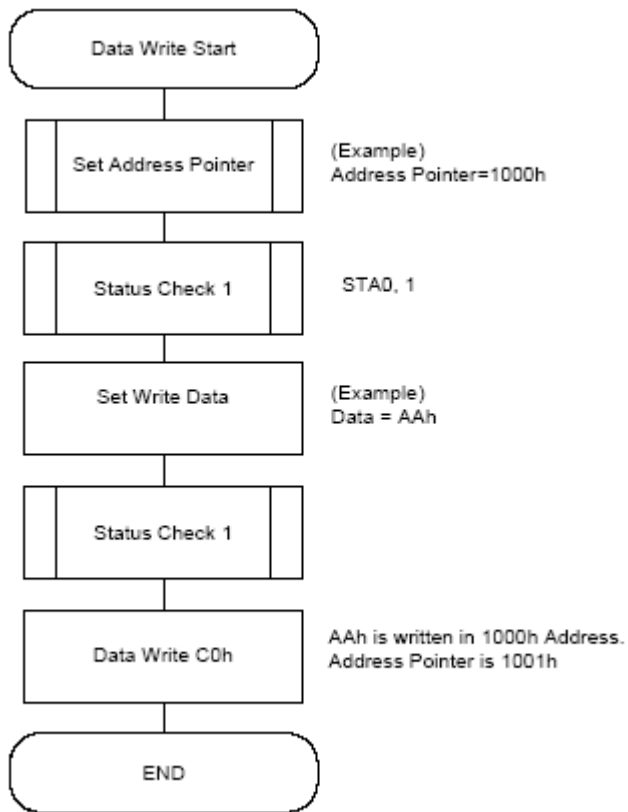 Data Write Start
Set Address Pointer
(Example)
Address Pointer=1000h
Status Check 1
STA0, 1
Set Write Data
(Example)
Data = AAh
Status Check 1
Data Write C0h
AAh is written in 1000h Address.
Address Pointer is 1001h
END